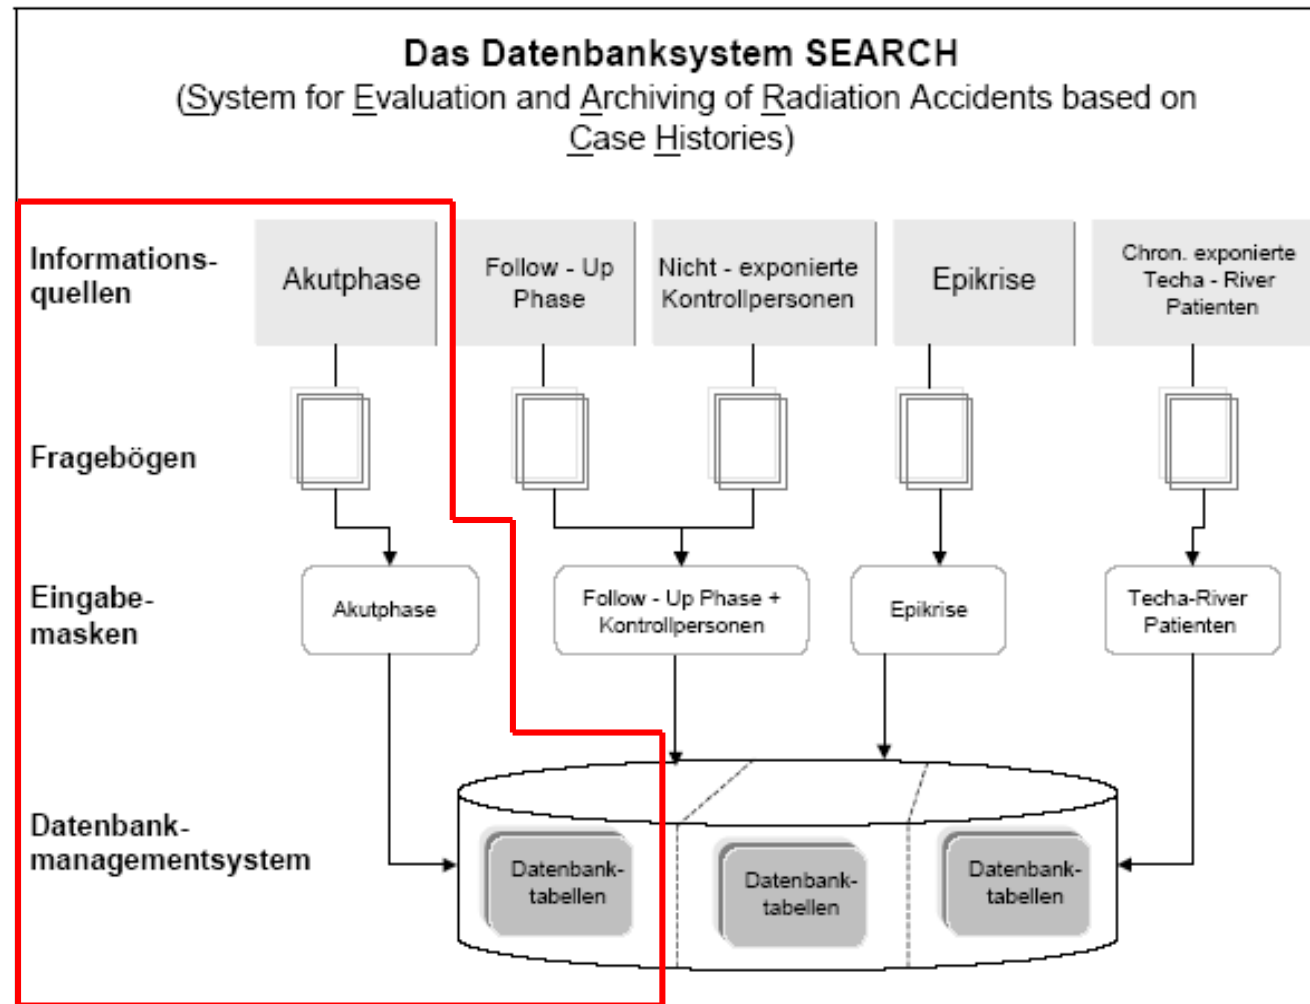 Das Datenbanksystem SEARCH
(System for Evaluation and Archiving of Radiation Accidents based on
Case Histories)
Informations-
quellen
Akutphase
Follow - Up
Phase
Nicht - exponierte
Kontrollpersonen
Epikrise
Chron. exponierte
Techa - River
Patienten
Fragebögen
Eingabe-
masken
Akutphase
Follow - Up Phase +
Kontrollpersonen
Epikrise
Techa-River
Patienten
Datenbank-
managementsystem
Datenbank-
tabellen
Datenbank-
tabellen
Datenbank-
tabellen